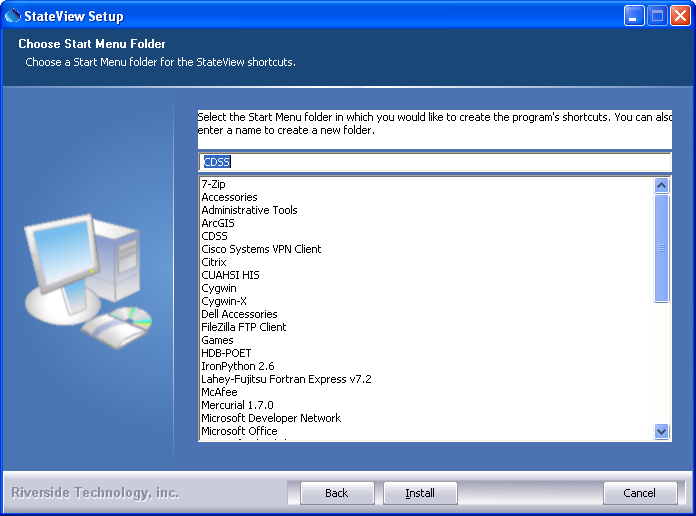 StateView Setup
Choose Start Menu Folder
Choose a Start Menu folder for the StateView shortcuts.
Select the Start Menu folder in which you would like to create the program's shortcuts. You can also
enter a name to create a new folder.
CDSS
7-Zip
Accessories
Administrative Tools
ArcGIS
CDSS
Cisco Systems VPN Client
Citrix
CUAHSI HIS
Cygwin
Cygwin-X
Dell Accessories
FileZilla FTP Client
Games
HDB-POET
IronPython 2.6
Lahey-Fujitsu Fortran Express v7.2
McAfee
Mercurial 1.7.0
Microsoft Developer Network
Microsoft Office
Riverside Technology, inc.
Back
Install
Cancel